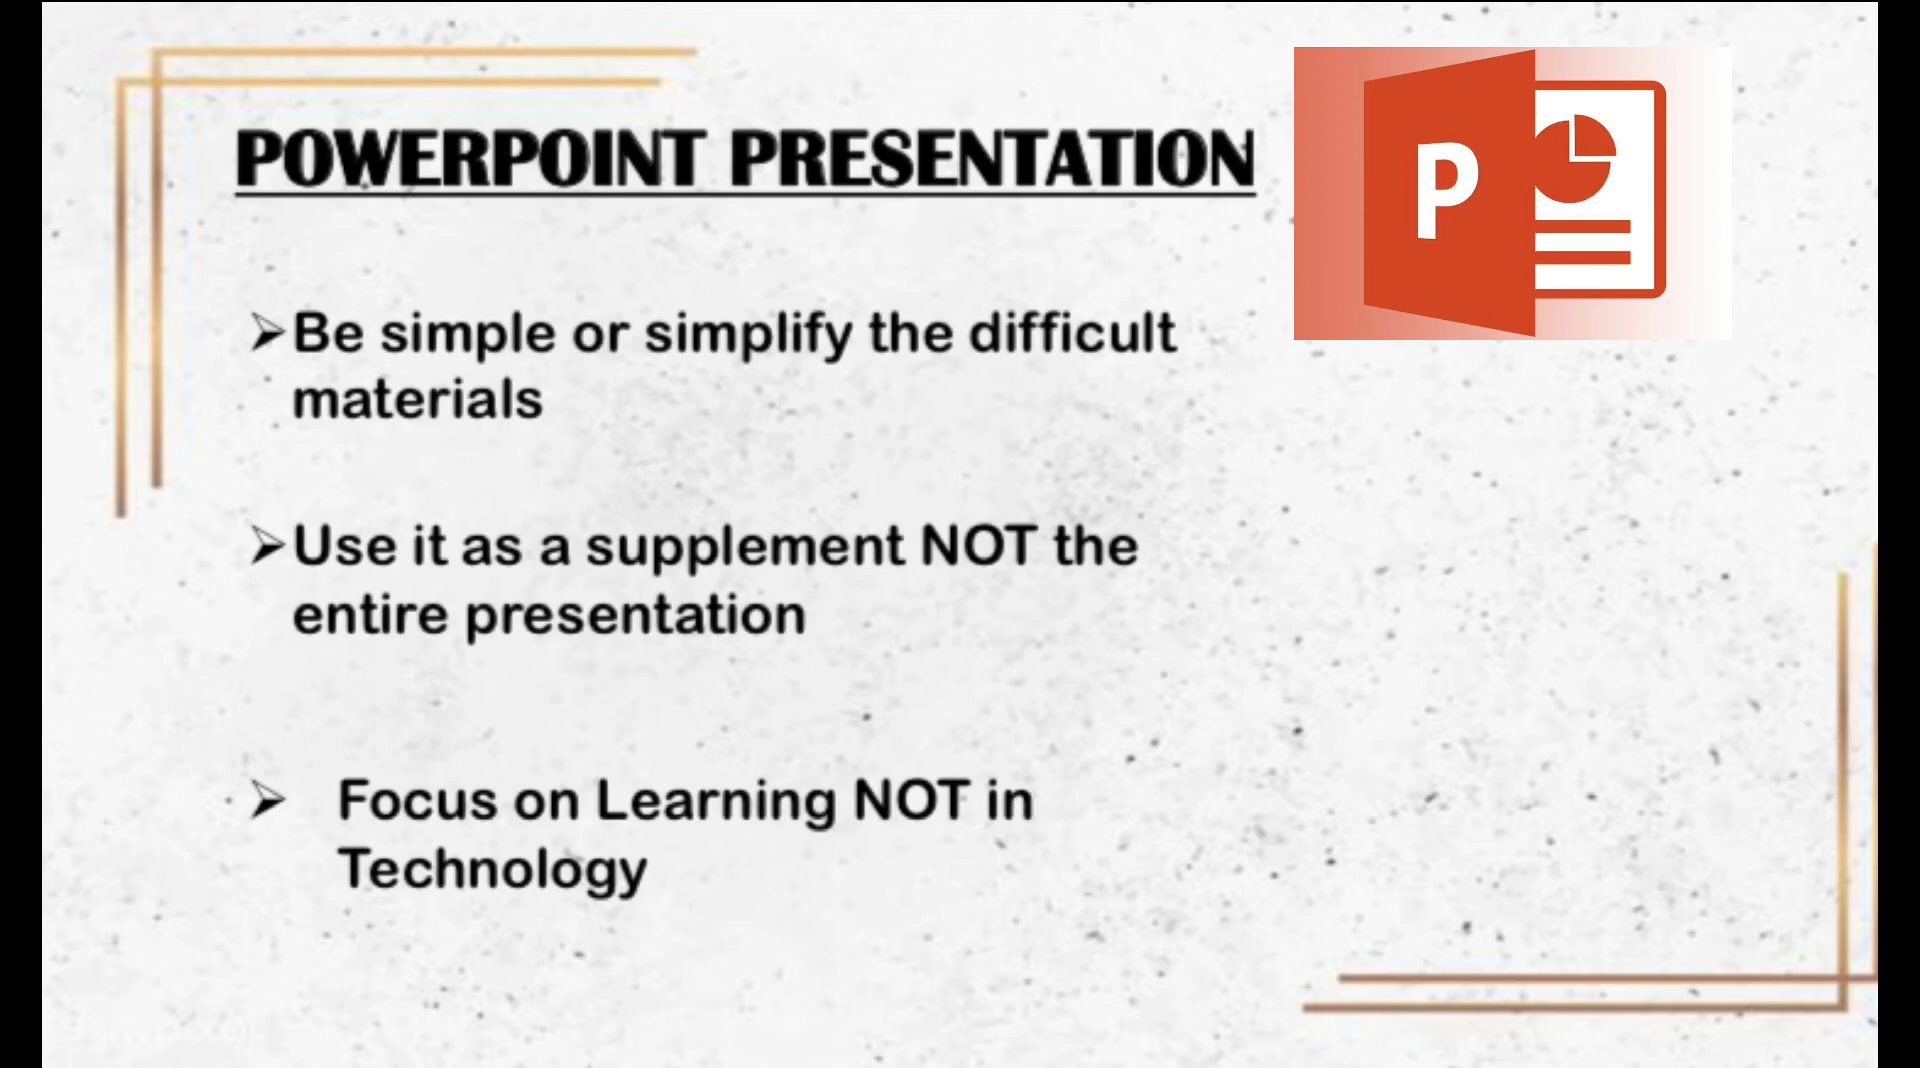 POWERPOINT PRESENTATION
P
➢Be simple or simplify the difficult
materials
➢Use it as a supplement NOT the
entire presentation
➢ Focus on Learning NOT in
Technology